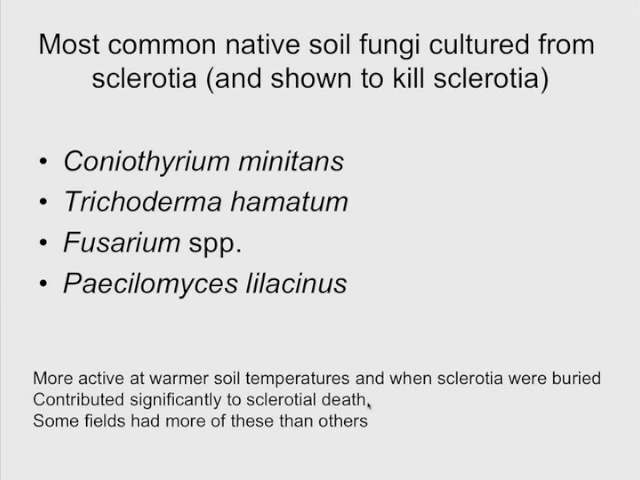 Most common native soil fungi cultured from
sclerotia (and shown to kill sclerotia)
• Coniothyrium minitans
• Trichoderma hamatum
• Fusarium spp.
• Paecilomyces lilacinus
More active at warmer soil temperatures and when sclerotia were buried
Contributed significantly to sclerotial death
Some fields had more of these than others